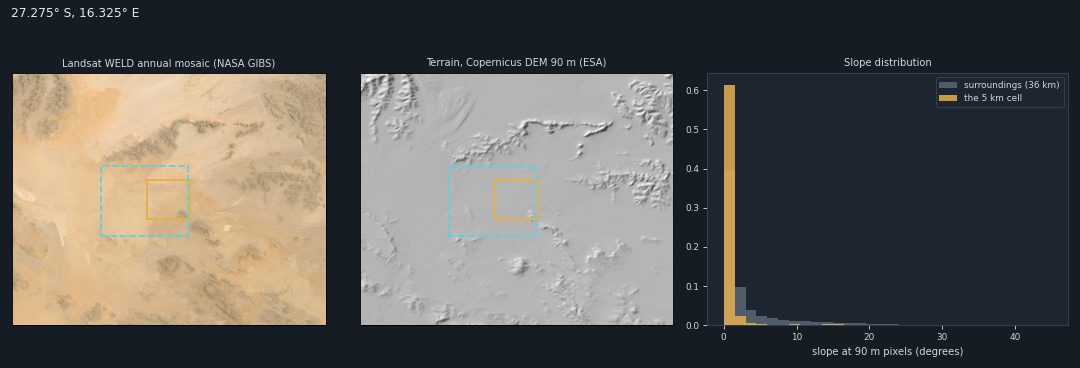 27.275° S, 16.325° E
Landsat WELD annual mosaic (NASA GIBS)
Terrain, Copernicus DEM 90 m (ESA)
Slope distribution
surroundings (36 km)
the 5 km cell
0.6
0.5
0.4
0.3
0.2
0.1
0.0
0 10 20 30 40
slope at 90 m pixels (degrees)